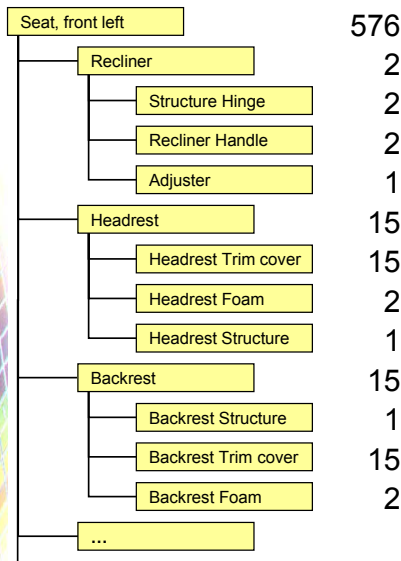 Seat, front left 576
Recliner 2
Structure Hinge 2
Recliner Handle 2
Adjuster 1
Headrest 15
Headrest Trim cover 15
Headrest Foam 2
Headrest Structure 1
Backrest 15
Backrest Structure 1
Backrest Trim cover 15
Backrest Foam 2
...